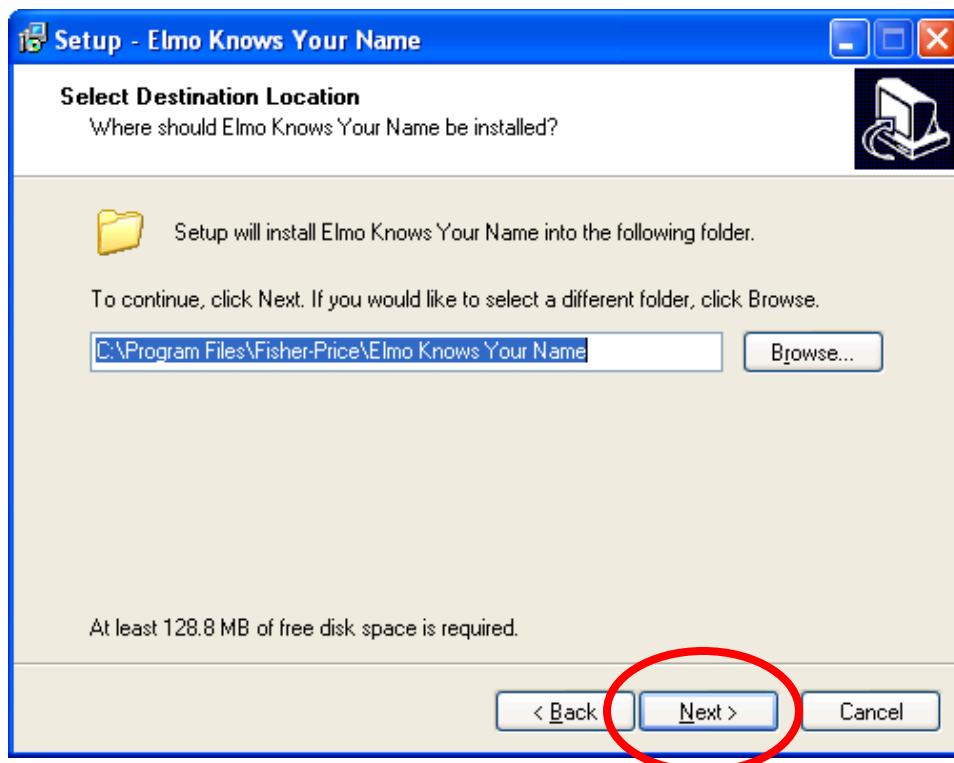 Setup - Elmo Knows Your Name
Select Destination Location
Where should Elmo Knows Your Name be installed?
Setup will install Elmo Knows Your Name into the following folder.
To continue, click Next. If you would like to select a different folder, click Browse.
C:\Program Files\Fisher-Price\Elmo Knows Your Name
Browse...
At least 128.8 MB of free disk space is required.
< Back
Next >
Cancel